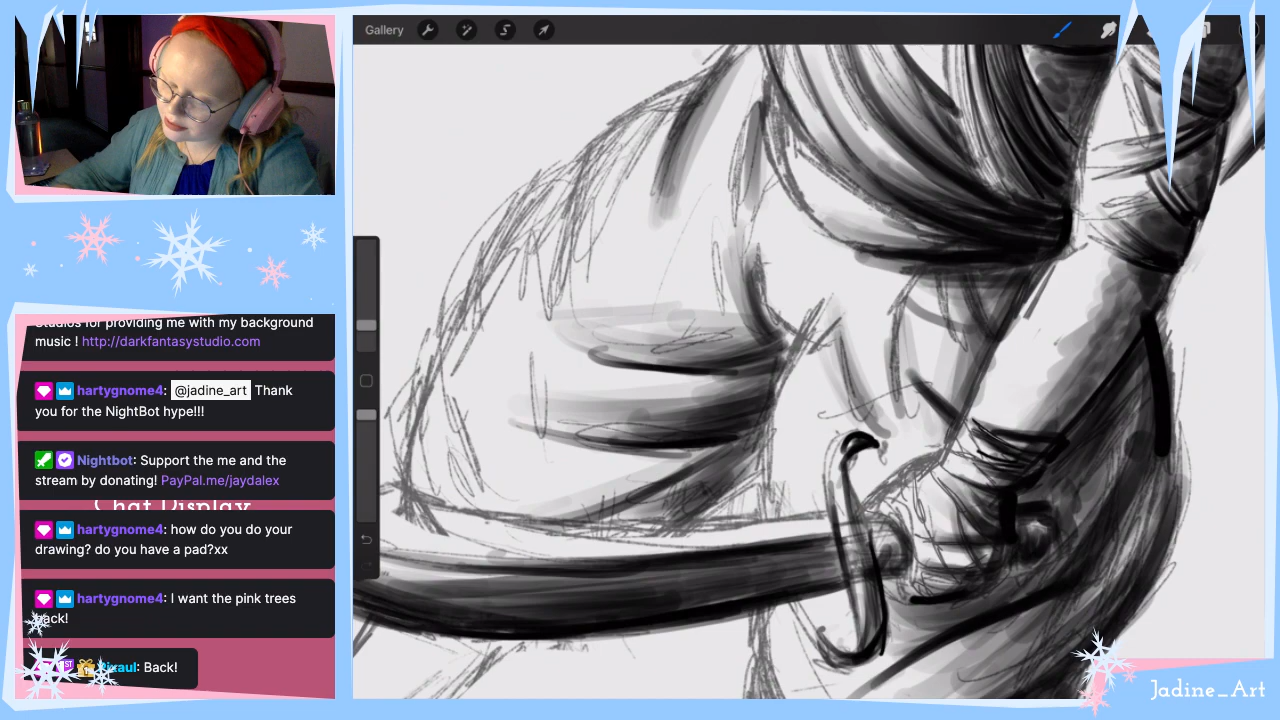 Gallery
Studios for providing me with my background
music ! http://darkfantasystudio.com
hartygnome4: @jadine_art Thank
you for the NightBot hype!!!
Nightbot: Support the me and the
stream by donating! PayPal.me/jaydalex
Chat Display
hartygnome4: how do you do your
drawing? do you have a pad?xx
hartygnome4: I want the pink trees
back!
Back!
Jadine_Art